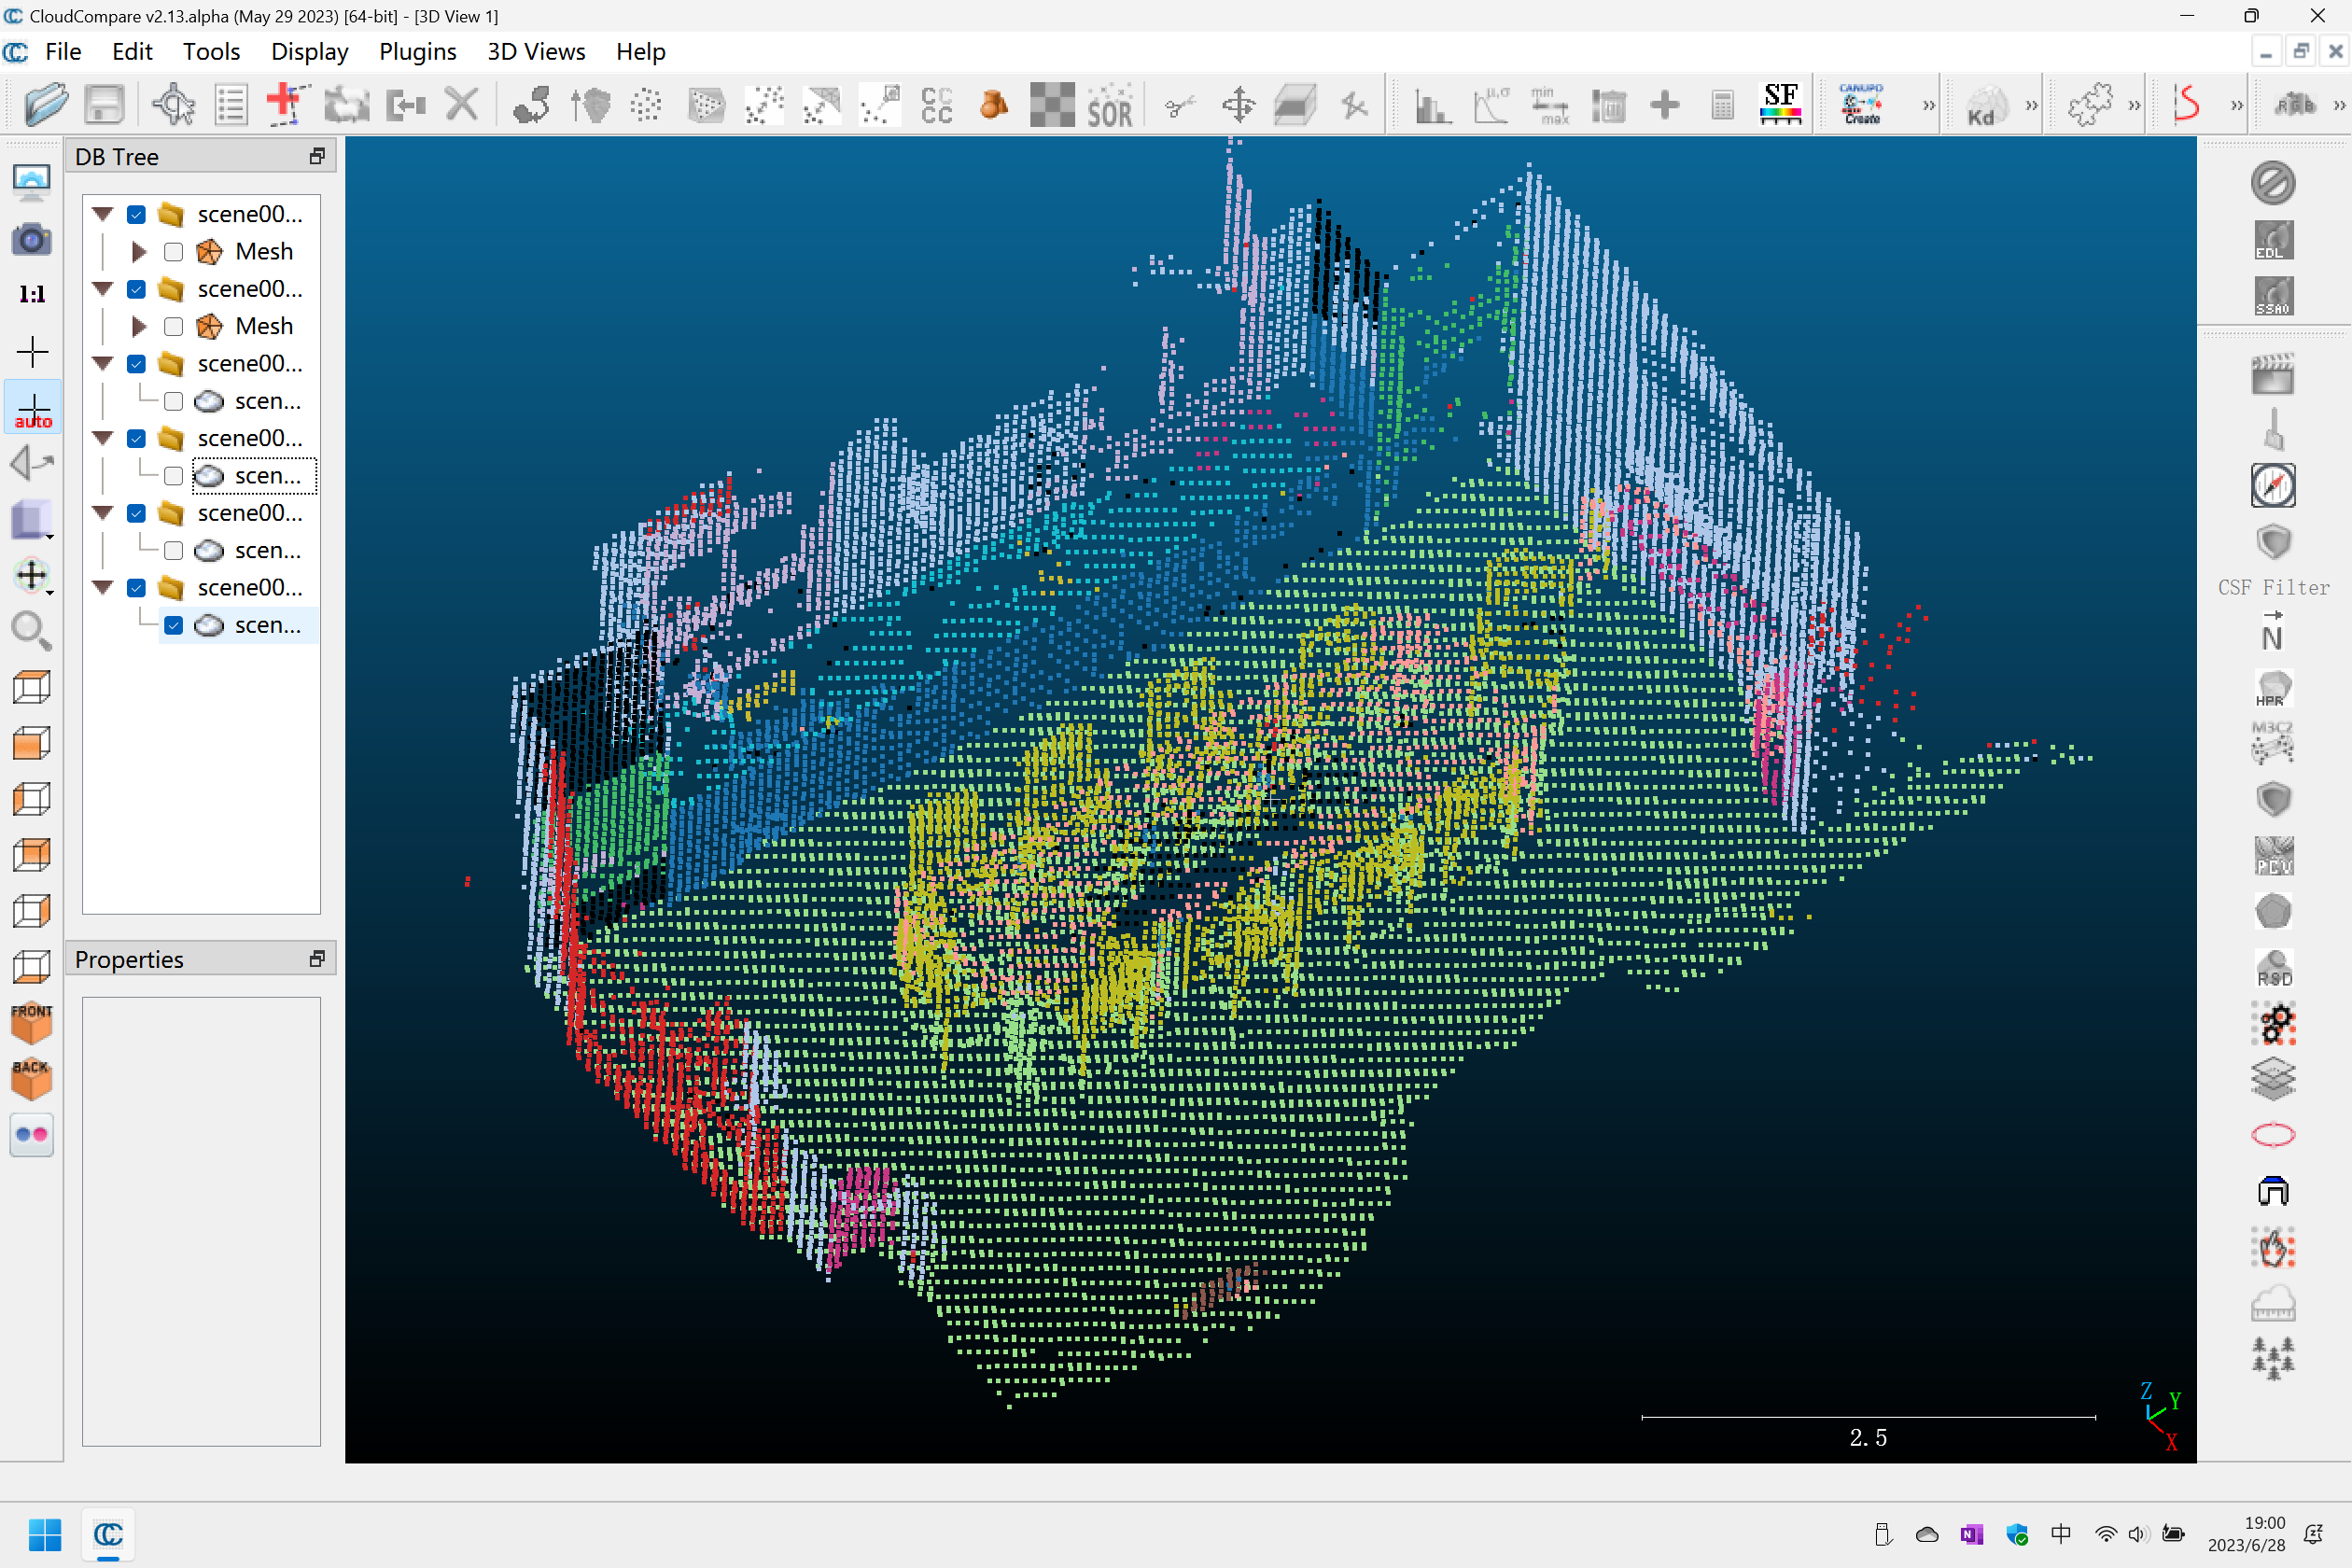 CloudCompare v2.13.alpha (May 29 2023) [64-bit] - [3D View 1]
File Edit Tools Display Plugins 3D Views Help
C C C C
SOR
μ,σ
min max
SF
CANUPO Create
Kd
RGB
DB Tree
scene00...
Mesh
scene00...
Mesh
scene00...
scen...
scene00...
scen...
scene00...
scen...
scene00...
scen...
Properties
1:1
auto
FRONT
BACK
EDL
SSAO
CSF Filter
N
HPR
M3C2
PCV
RSD
2.5
Z
Y
X
中
19:00
2023/6/28